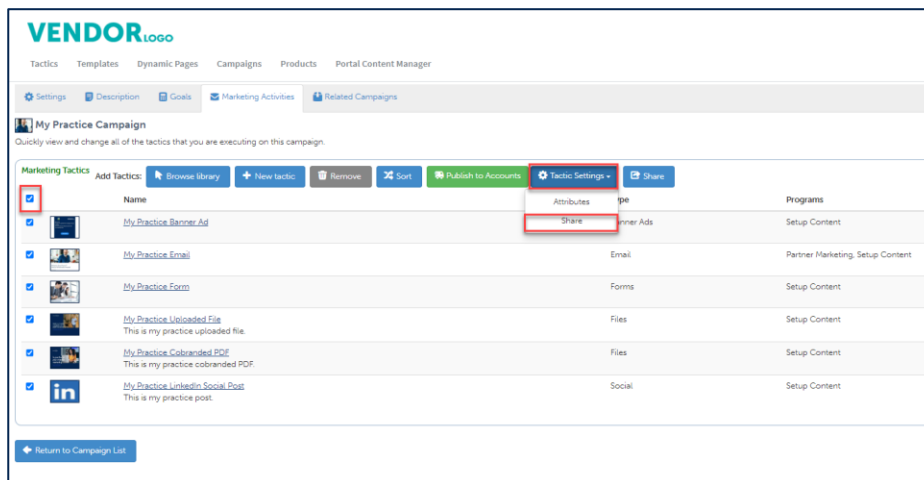 VENDOR LOGO
Tactics Templates Dynamic Pages Campaigns Products Portal Content Manager
Settings Description Goals Marketing Activities Related Campaigns
My Practice Campaign
Quickly view and change all of the tactics that you are executing on this campaign.
Marketing Tactics Add Tactics: Browse library New tactic Remove Sort Publish to Accounts Tactic Settings Share
Attributes
Share
Name Programs
My Practice Banner Ad Ads Setup Content
My Practice Email Email Partner Marketing, Setup Content
My Practice Form Forms Setup Content
My Practice Uploaded File Files Setup Content
This is my practice uploaded file.
My Practice Cobranded PDF Files Setup Content
This is my practice cobranded PDF.
My Practice LinkedIn Social Post Social Setup Content
This is my practice post.
in
Return to Campaign List